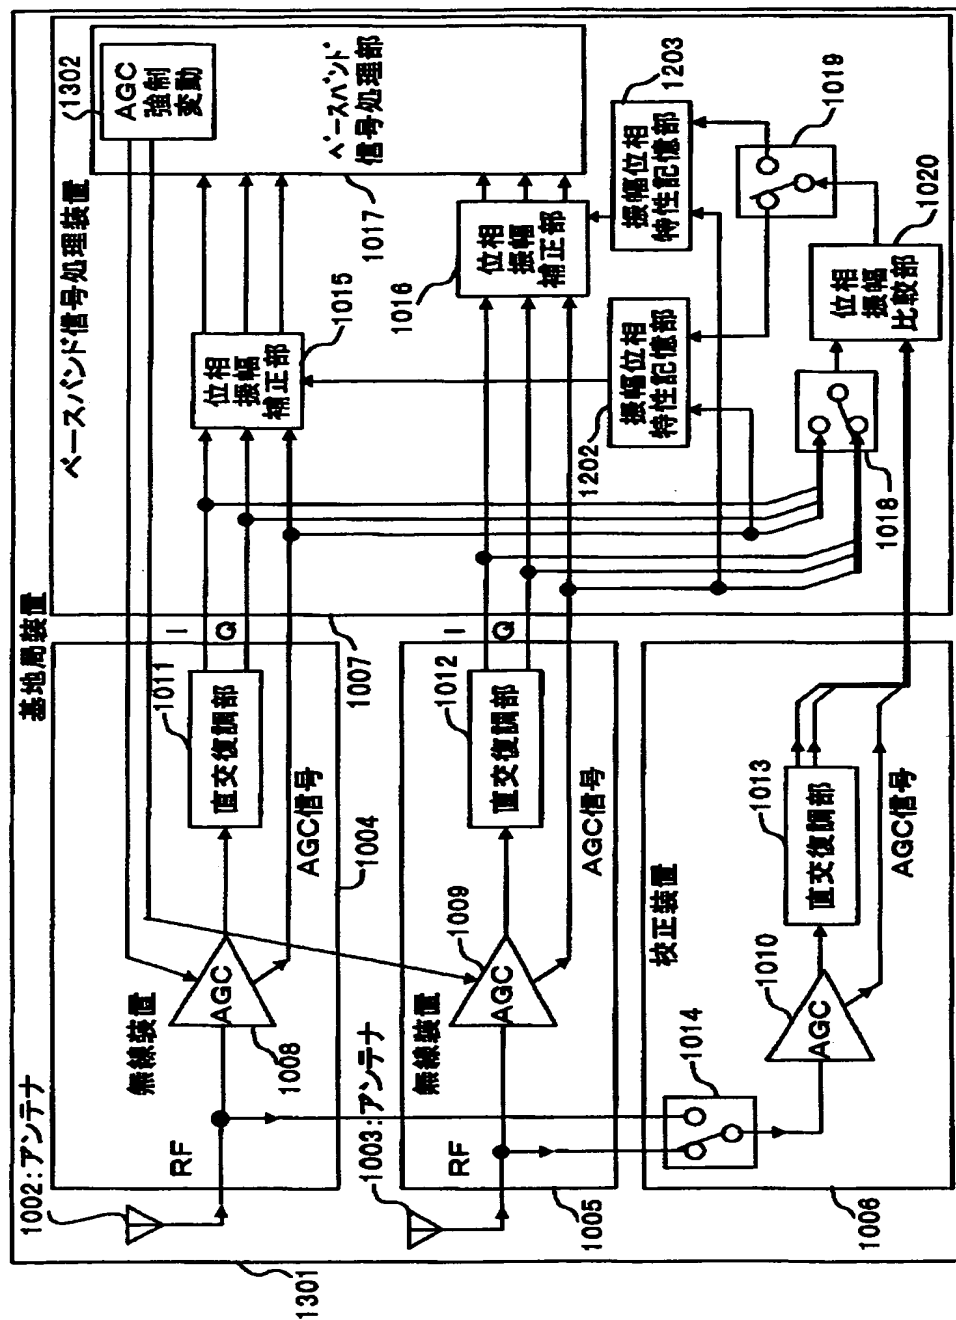 基地局装置
1301
1002:アンテナ
無線装置
RF
AGC
1008
1011
直交復調部
I
Q
AGC信号
1004
1007
1003:アンテナ
無線装置
RF
AGC
1009
1012
直交復調部
I
Q
AGC信号
1005
校正装置
1014
1010
AGC
1013
直交復調部
AGC信号
1006
ベースバンド信号処理装置
1302
AGC
強制
変動
ベースバンド
信号処理部
1017
位相
振幅
補正部
1015
1016
位相
振幅
補正部
1202
振幅位相
特性記憶部
振幅位相
特性記憶部
1203
1019
1018
位相
振幅
比較部
1020